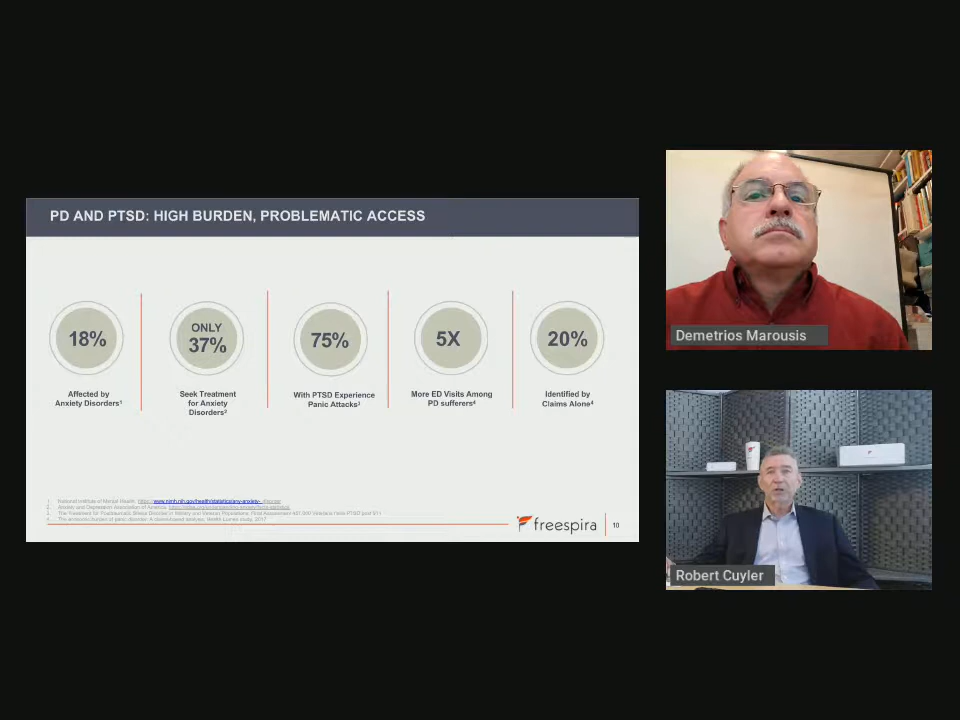 PD AND PTSD: HIGH BURDEN, PROBLEMATIC ACCESS
18%
ONLY
37%
75%
5X
20%
Affected by
Anxiety Disorders¹
Seek Treatment
for Anxiety
Disorders²
With PTSD Experience
Panic Attacks³
More ED Visits Among
PD sufferers⁴
Identified by
Claims Alone⁴
1. National Institute of Mental Health.
2. Anxiety and Depression Association of America.
freespira
10
Demetrios Marousis
Robert Cuyler